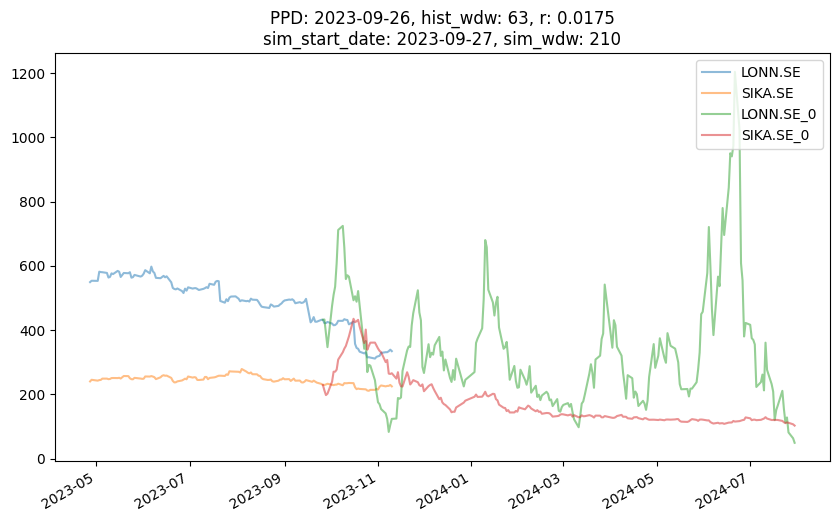 PPD: 2023-09-26, hist_wdw: 63, r: 0.0175
sim_start_date: 2023-09-27, sim_wdw: 210
LONN.SE
SIKA.SE
LONN.SE_0
SIKA.SE_0
1200
1000
800
600
400
200
0
2023-05
2023-07
2023-09
2023-11
2024-01
2024-03
2024-05
2024-07